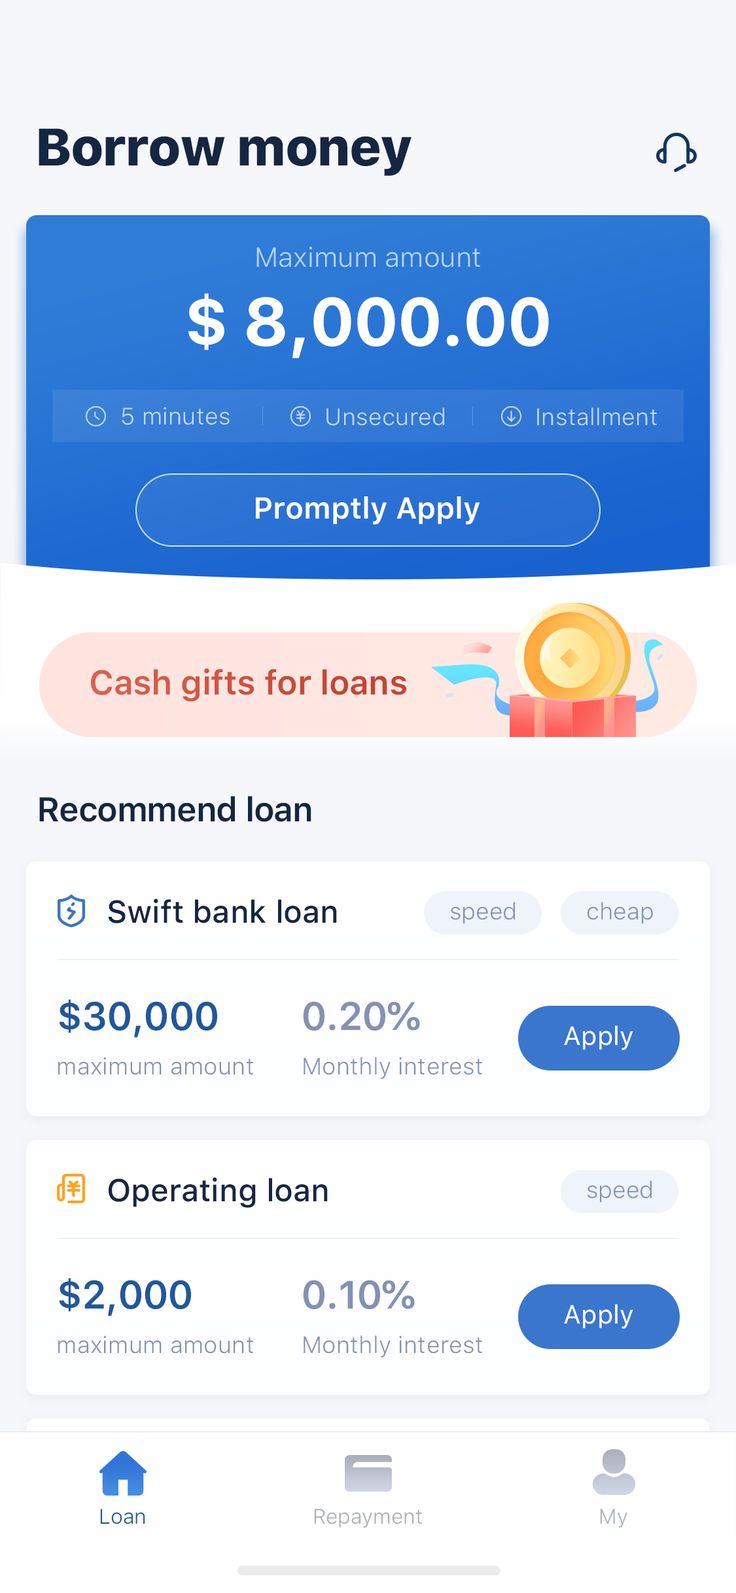 Borrow money
Maximum amount
$ 8,000.00
5 minutes
Unsecured
Installment
Promptly Apply
Cash gifts for loans
Recommend loan
Swift bank loan
speed
cheap
$30,000
0.20%
Apply
maximum amount
Monthly interest
Operating loan
speed
$2,000
0.10%
Apply
maximum amount
Monthly interest
Loan
Repayment
My